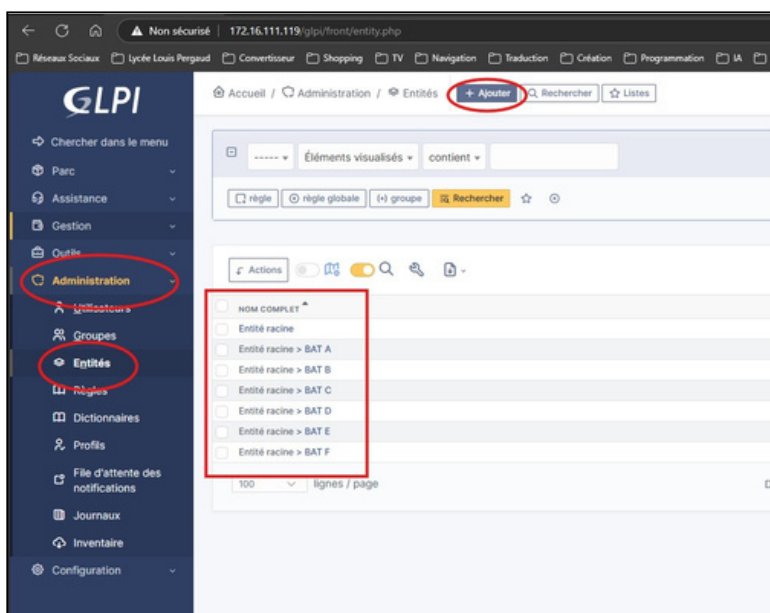 Non sécurisé 172.16.111.119/glpi/front/entity.php
Réseaux Sociaux Lycée Louis Pergaud Convertisseur Shopping TV Navigation Traduction Création Programmation IA
GLPI
Accueil / Administration / Entités + Ajouter Rechercher Listes
Chercher dans le menu
Parc
Assistance
Gestion
Outils
Administration
Utilisateurs
Groupes
Entités
Règles
Dictionnaires
Profils
File d'attente des
notifications
Journaux
Inventaire
Configuration
----- Éléments visualisés contient
règle règle globale (+) groupe Rechercher
Actions
NOM COMPLET
Entité racine
Entité racine > BAT A
Entité racine > BAT B
Entité racine > BAT C
Entité racine > BAT D
Entité racine > BAT E
Entité racine > BAT F
100 lignes / page